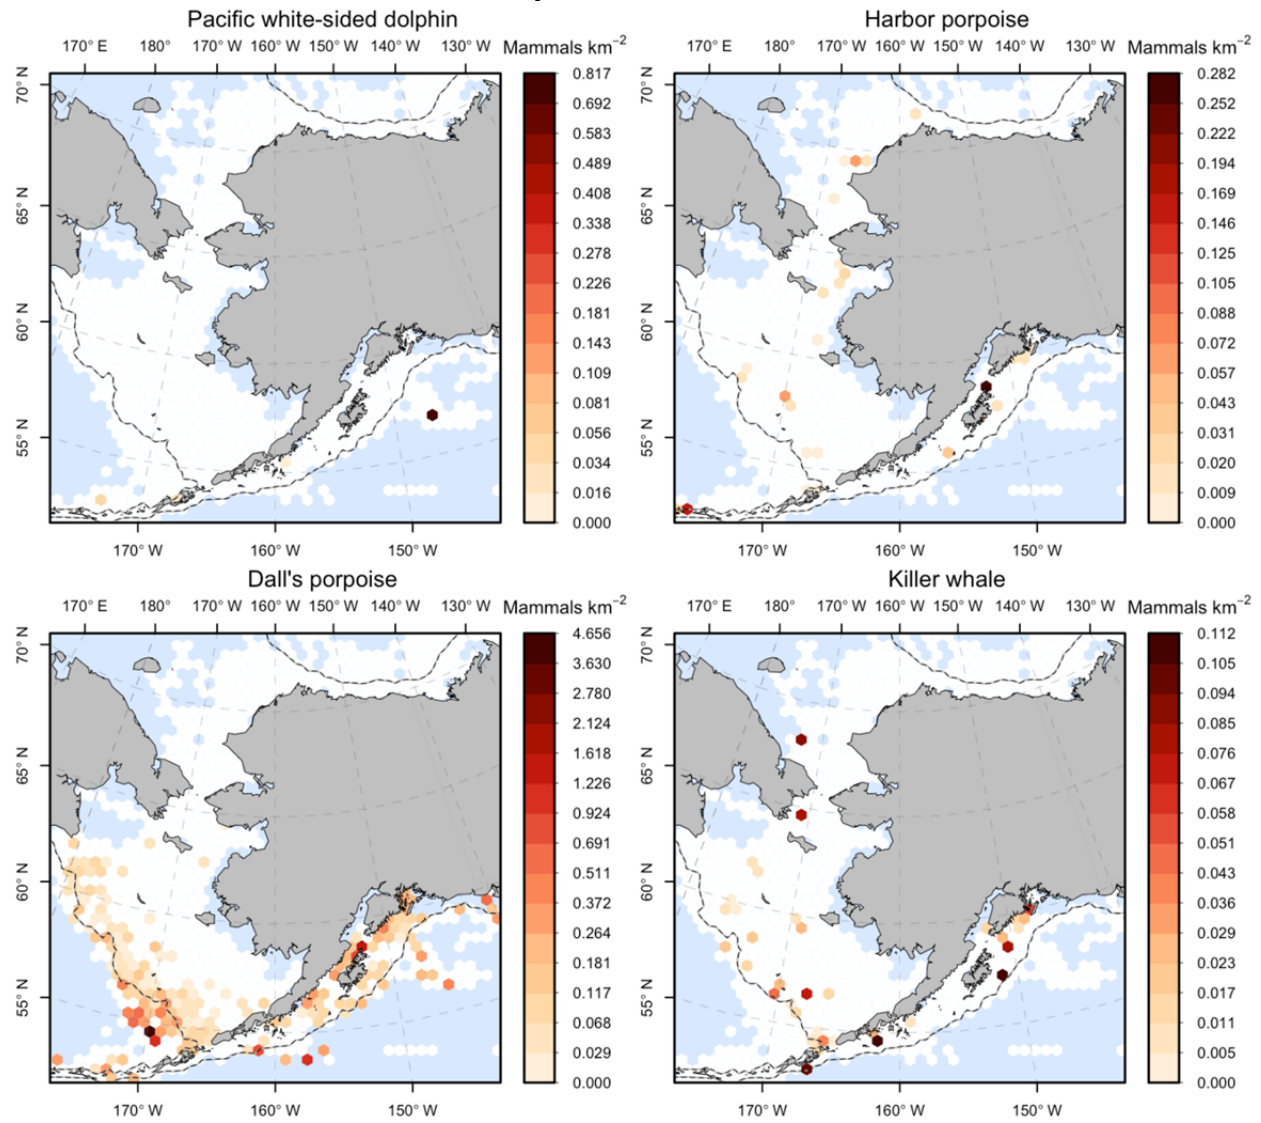 Pacific white-sided dolphin
170° E 180° 170° W 160° W 150° W 140° W 130° W Mammals km⁻²
70° N
65° N
60° N
55° N
170° W 160° W 150° W
0.817
0.692
0.583
0.489
0.408
0.338
0.278
0.226
0.181
0.143
0.109
0.081
0.056
0.034
0.016
0.000
Harbor porpoise
170° E 180° 170° W 160° W 150° W 140° W 130° W Mammals km⁻²
70° N
65° N
60° N
55° N
170° W 160° W 150° W
0.282
0.252
0.222
0.194
0.169
0.146
0.125
0.105
0.088
0.072
0.057
0.043
0.031
0.020
0.009
0.000
Dall's porpoise
170° E 180° 170° W 160° W 150° W 140° W 130° W Mammals km⁻²
70° N
65° N
60° N
55° N
170° W 160° W 150° W
4.656
3.630
2.780
2.124
1.618
1.226
0.924
0.691
0.511
0.372
0.264
0.181
0.117
0.068
0.029
0.000
Killer whale
170° E 180° 170° W 160° W 150° W 140° W 130° W Mammals km⁻²
70° N
65° N
60° N
55° N
170° W 160° W 150° W
0.112
0.105
0.094
0.085
0.076
0.067
0.058
0.051
0.043
0.036
0.029
0.023
0.017
0.011
0.005
0.000